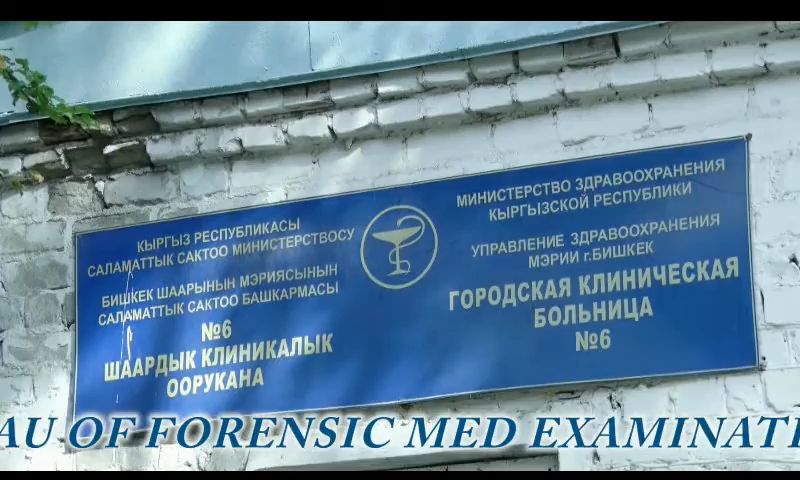 КЫРГЫЗ РЕСПУБЛИКАСЫ
САЛАМАТТЫК САКТОО МИНИСТЕРСТВОСУ
БИШКЕК ШААРЫНЫН МЭРИЯСЫНЫН
САЛАМАТТЫК САКТОО БАШКАРМАСЫ
№6
ШААРДЫК КЛИНИКАЛЫК
ООРУКАНА
МИНИСТЕРСТВО ЗДРАВООХРАНЕНИЯ
КЫРГЫЗСКОЙ РЕСПУБЛИКИ
УПРАВЛЕНИЕ ЗДРАВООХРАНЕНИЯ
МЭРИИ г.БИШКЕК
ГОРОДСКАЯ КЛИНИЧЕСКАЯ
БОЛЬНИЦА
№6
AU OF FORENSIC MED EXAMINATI